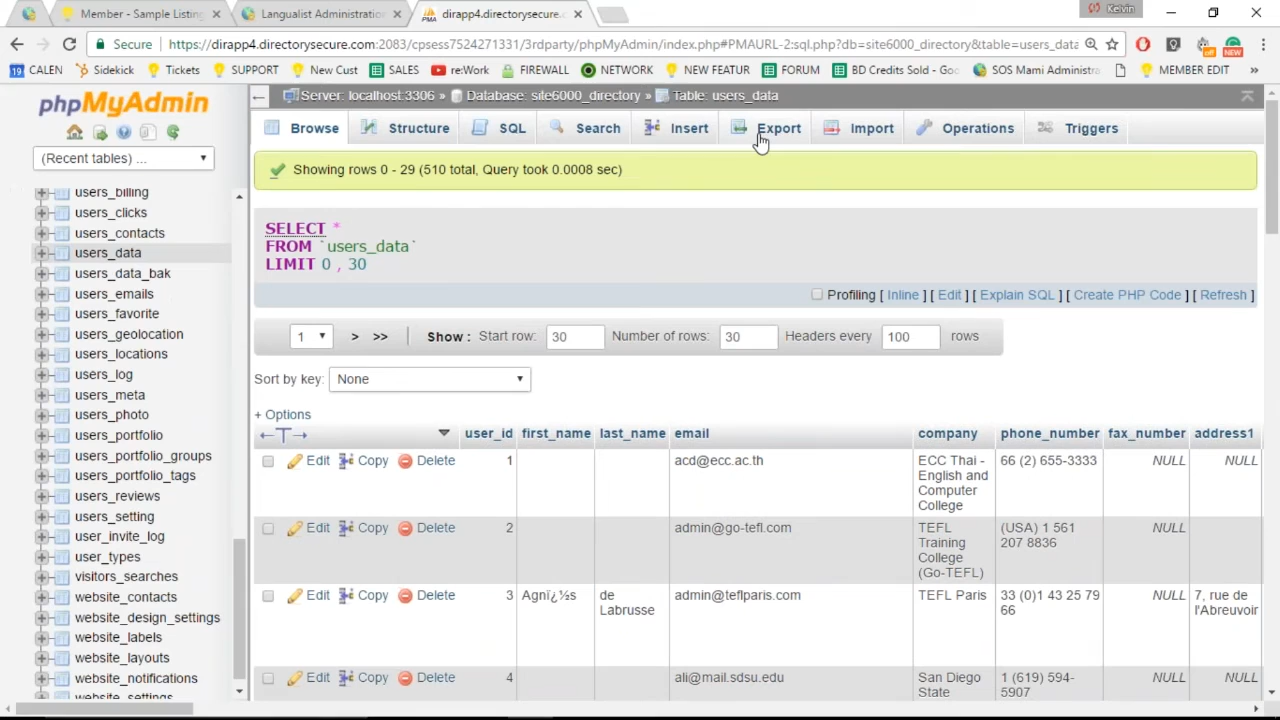 Member - Sample Listing
Langualist Administratio
dirapp4.directorysecure.c
Kelvin
Secure
https://dirapp4.directorysecure.com:2083/cpsess7524271331/3rdparty/phpMyAdmin/index.php#PMAURL-2:sql.php?db=site6000_directory&table=users_data
off
NEW
19 CALEN
Sidekick
Tickets
SUPPORT
New Cust
SALES
re:Work
FIREWALL
NETWORK
NEW FEATUR
FORUM
BD Credits Sold - Goo
SOS Mami Administra
MEMBER EDIT
»
phpMyAdmin
(Recent tables) ...
users_billing
users_clicks
users_contacts
users_data
users_data_bak
users_emails
users_favorite
users_geolocation
users_locations
users_log
users_meta
users_photo
users_portfolio
users_portfolio_groups
users_portfolio_tags
users_reviews
users_setting
user_invite_log
user_types
visitors_searches
website_contacts
website_design_settings
website_labels
website_layouts
website_notifications
website_settings
Server: localhost:3306 » Database: site6000_directory » Table: users_data
Browse Structure SQL Search Insert Export Import Operations Triggers
Showing rows 0 - 29 (510 total, Query took 0.0008 sec)
SELECT *
FROM `users_data`
LIMIT 0 , 30
Profiling [ Inline ] [ Edit ] [ Explain SQL ] [ Create PHP Code ] [ Refresh ]
1 > >> Show : Start row: 30 Number of rows: 30 Headers every 100 rows
Sort by key: None
+ Options
←T→ user_id first_name last_name email company phone_number fax_number address1
Edit Copy Delete 1 acd@ecc.ac.th ECC Thai - 66 (2) 655-3333 NULL NULL
English and
Computer
College
Edit Copy Delete 2 admin@go-tefl.com TEFL (USA) 1 561 NULL
Training 207 8836
College
(Go-TEFL)
Edit Copy Delete 3 Agnï¿½s de admin@teflparis.com TEFL Paris 33 (0)1 43 25 79 NULL 7, rue de
Labrusse 66 l'Abreuvoir
Edit Copy Delete 4 ali@mail.sdsu.edu San Diego 1 (619) 594- NULL NULL
State 5907